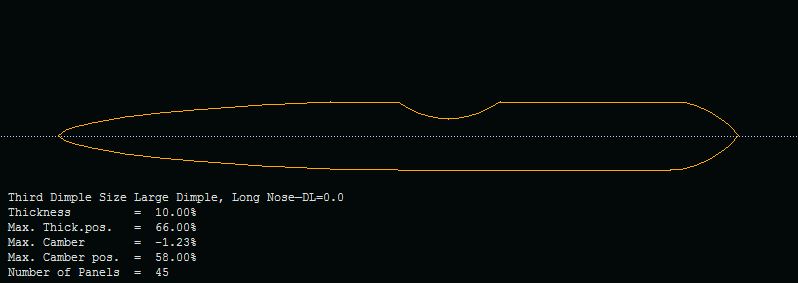 Third Dimple Size Large Dimple, Long Nose—DL=0.0
Thickness = 10.00%
Max. Thick.pos. = 66.00%
Max. Camber = -1.23%
Max. Camber pos. = 58.00%
Number of Panels = 45